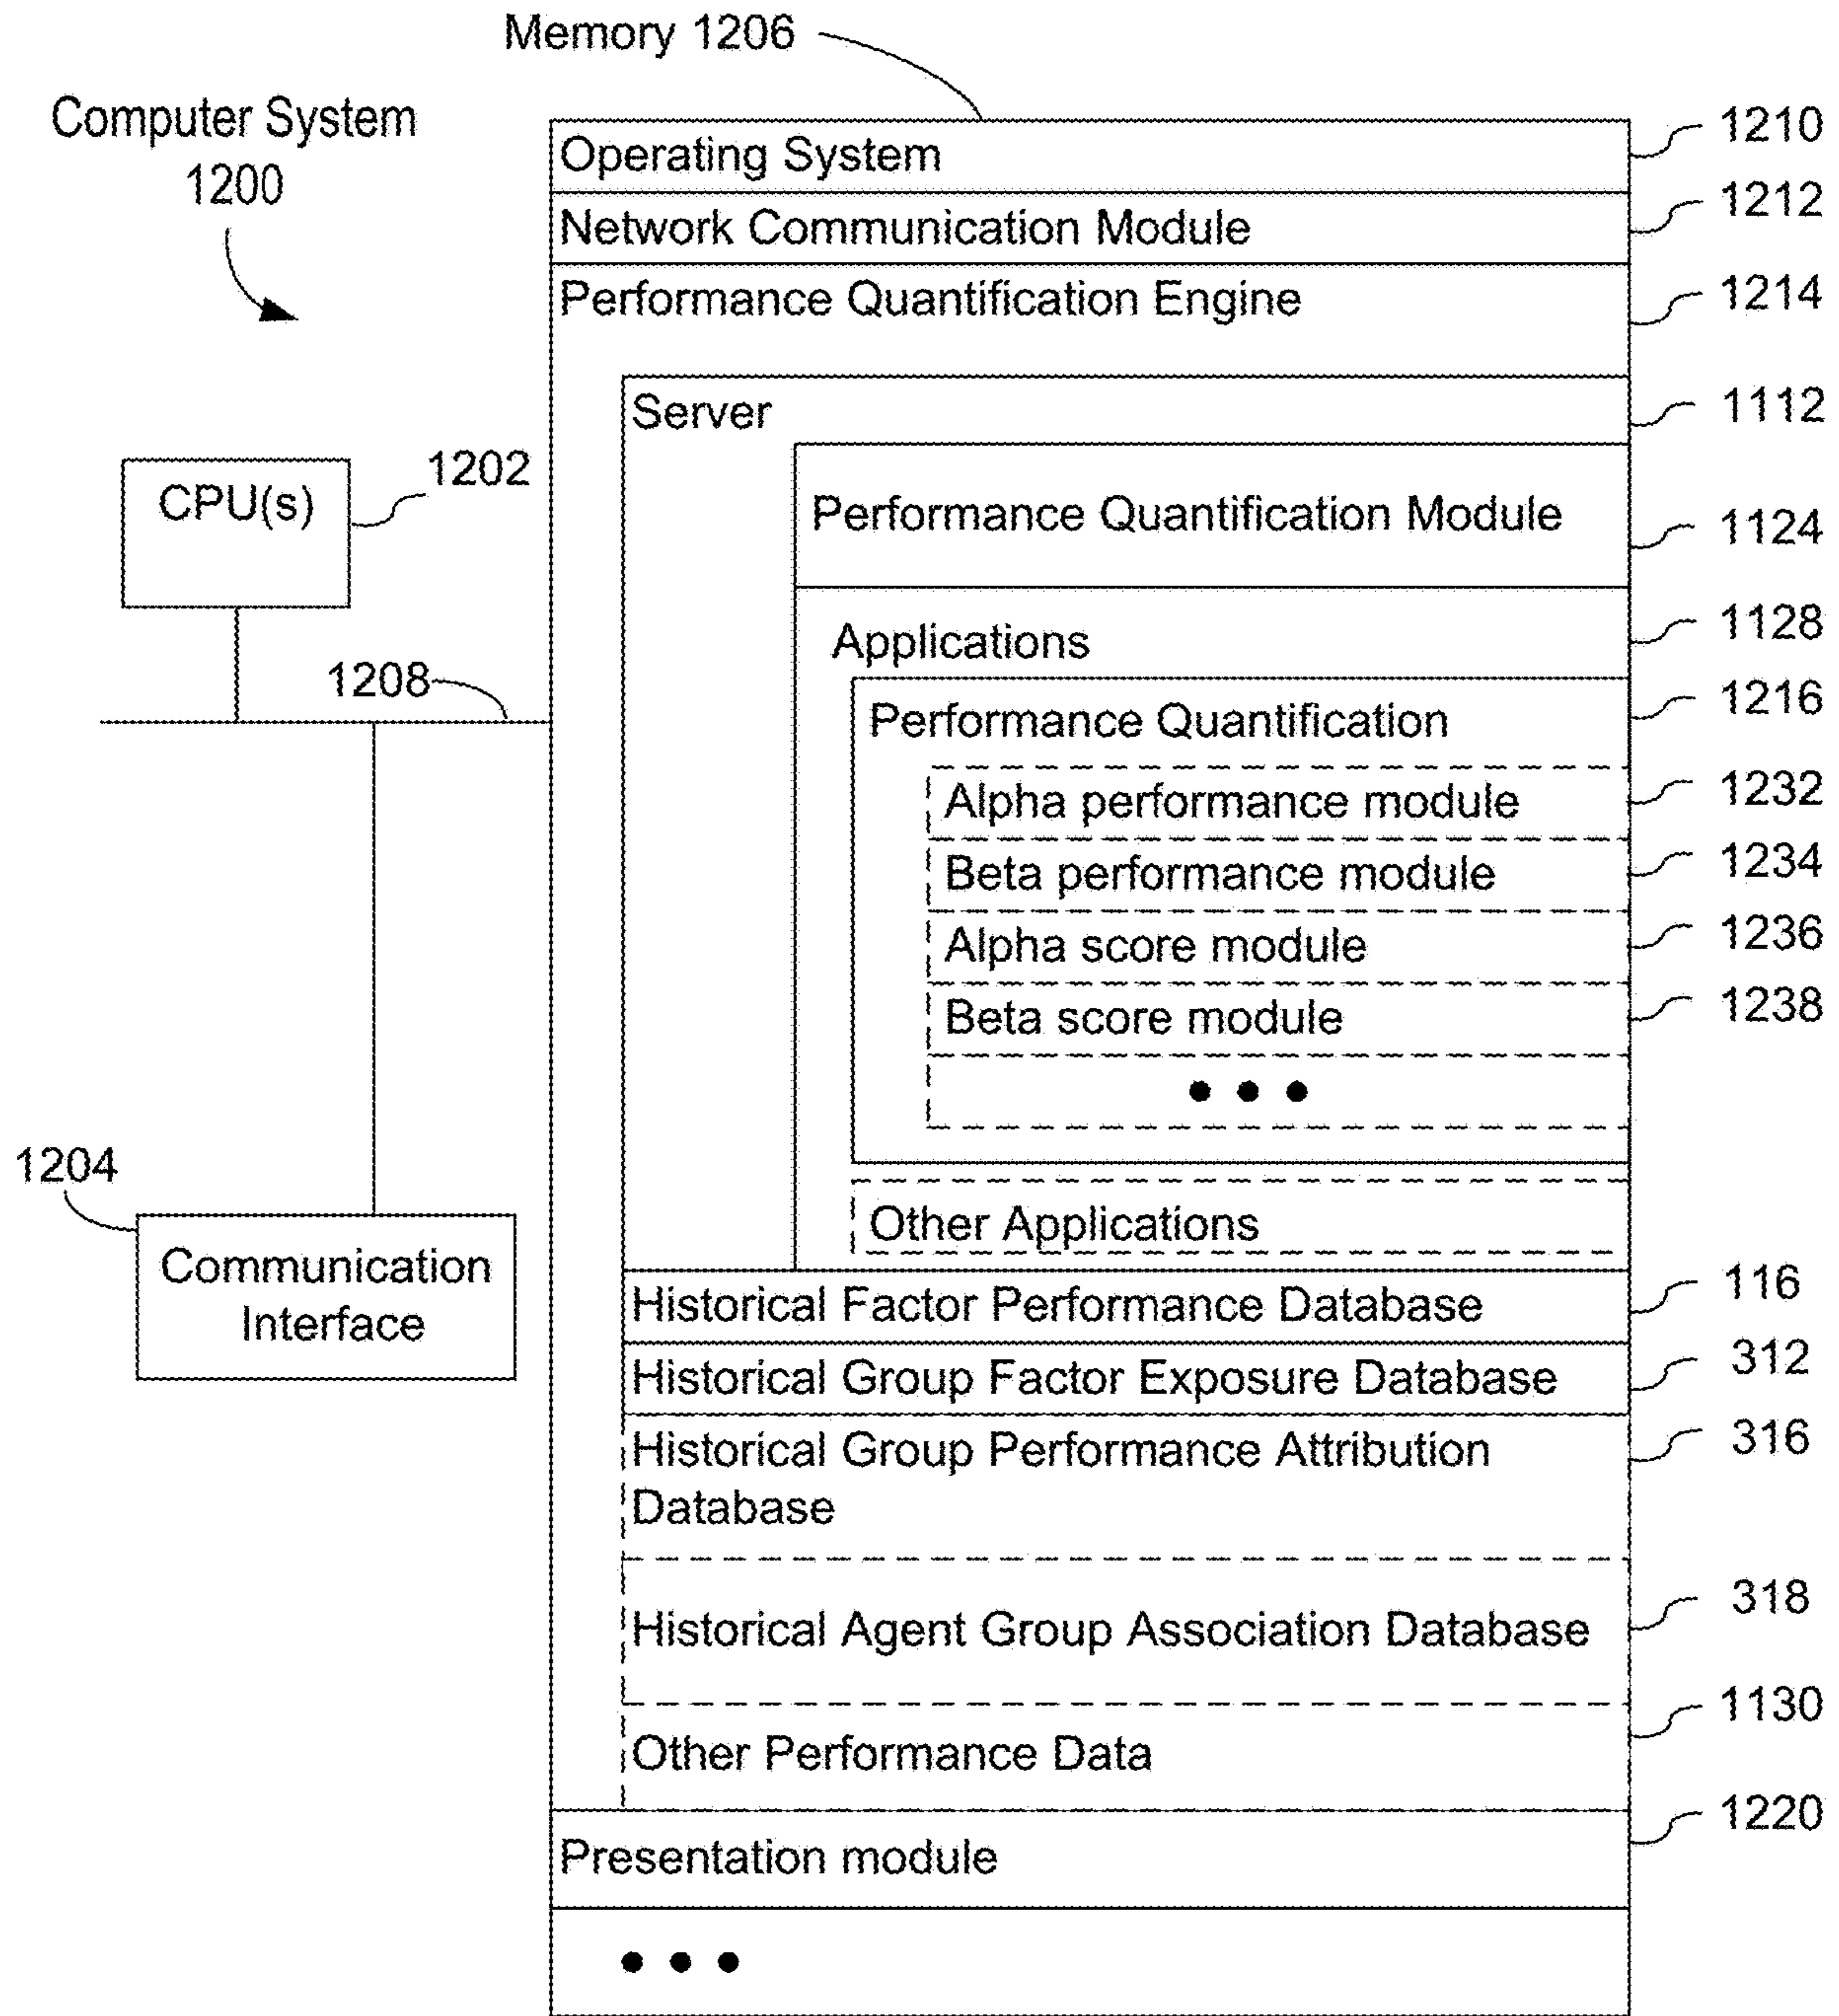 Memory 1206
Computer System
1200
Operating System
1210
Network Communication Module
1212
Performance Quantification Engine
1214
Server
1112
CPU(s)
1202
Performance Quantification Module
1124
Applications
1128
1208
Performance Quantification
1216
Alpha performance module
1232
Beta performance module
1234
Alpha score module
1236
Beta score module
1238
• • •
1204
Communication
Interface
Other Applications
Historical Factor Performance Database
116
Historical Group Factor Exposure Database
312
Historical Group Performance Attribution
Database
316
Historical Agent Group Association Database
318
Other Performance Data
1130
Presentation module
1220
• • •